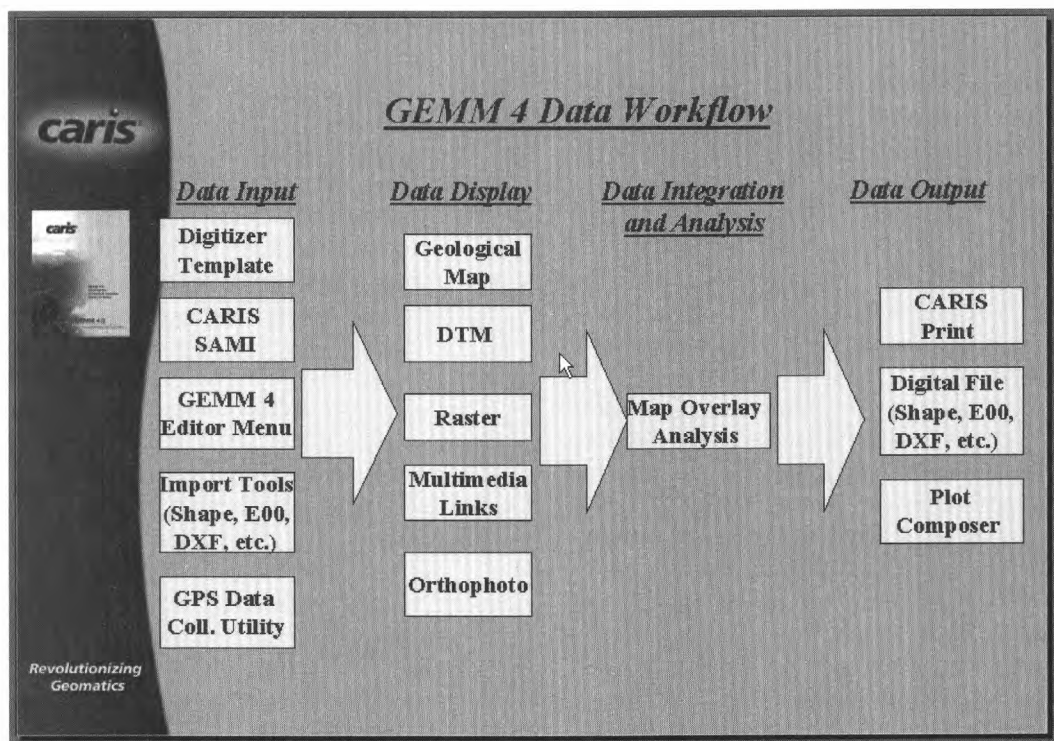 caris
GEMM 4 Data Workflow
caris
Revolutionizing
Geomatics
Data Input
Digitizer
Template
CARIS
SAMI
GEMM 4
Editor Menu
Import Tools
(Shape, E00,
DXF, etc.)
GPS Data
Coll. Utility
Data Display
Geological
Map
DTM
Raster
Multimedia
Links
Orthophoto
Data Integration
and Analysis
Map Overlay
Analysis
Data Output
CARIS
Print
Digital File
(Shape, E00,
DXF, etc.)
Plot
Composer